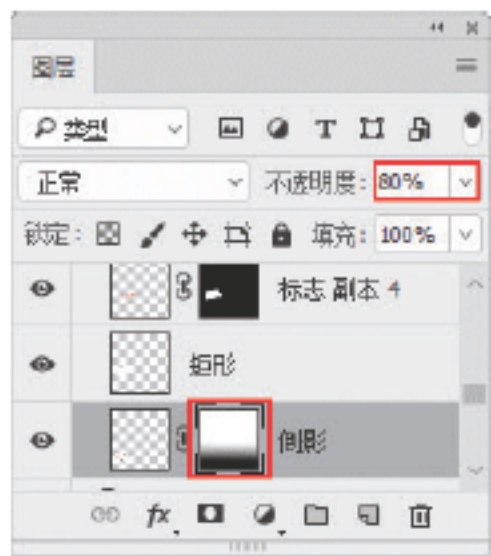 图层
类型
正常 不透明度: 80%
锁定: 填充: 100%
标志 副本 4
矩形
倒影
fx